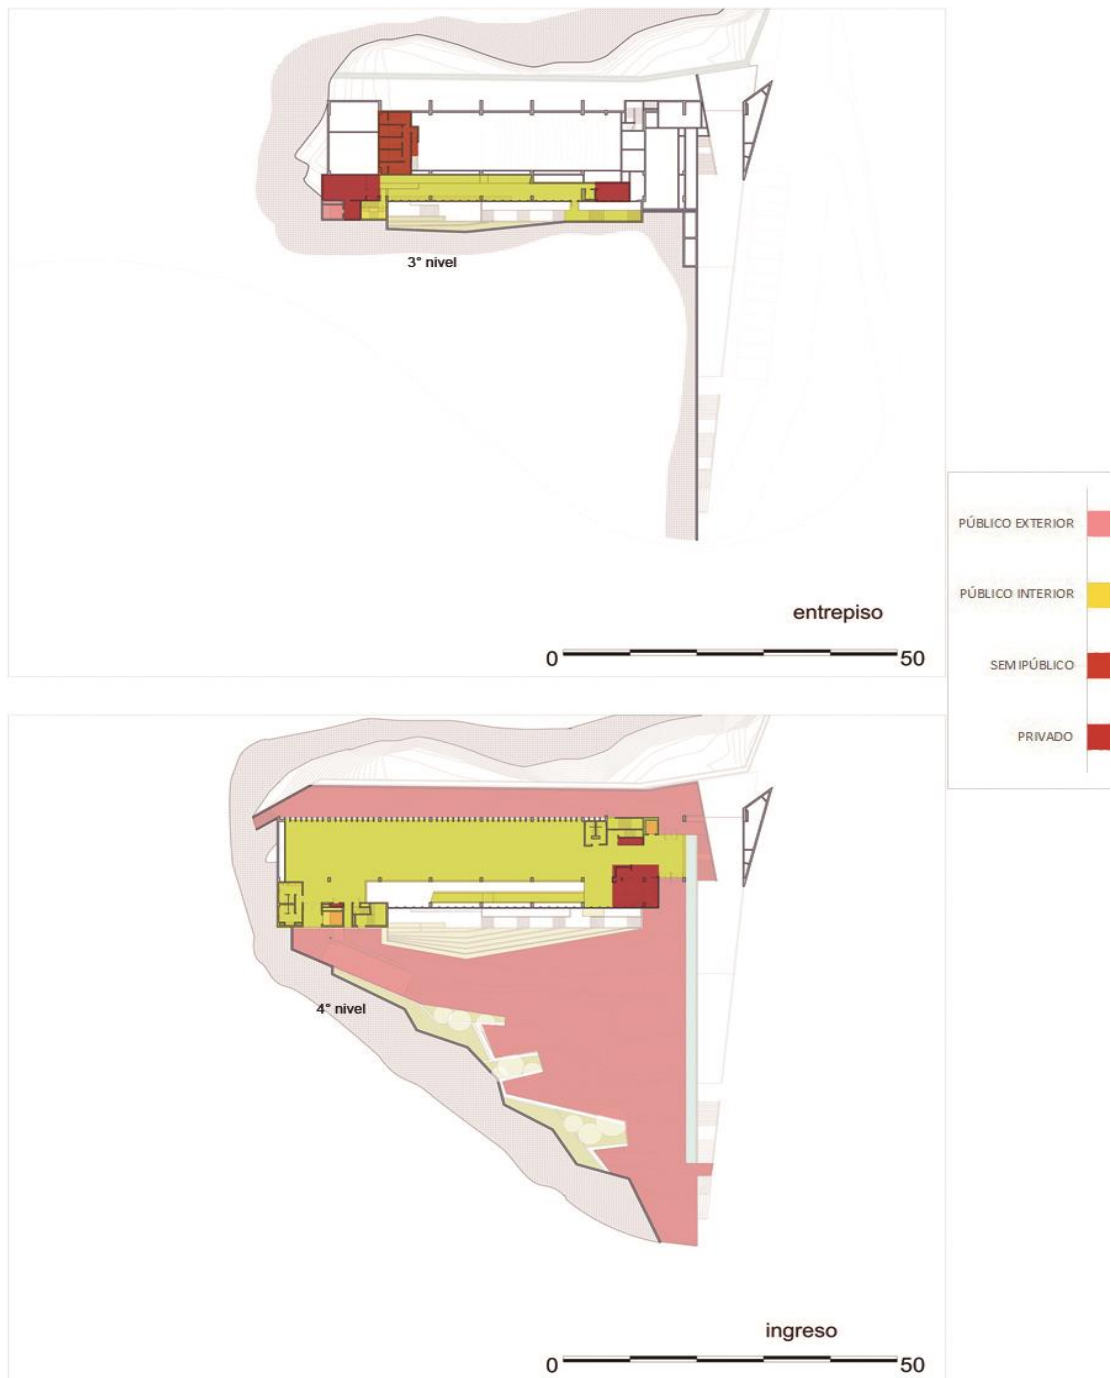 3° nivel
entrepiso
0 50
PÚBLICO EXTERIOR
PÚBLICO INTERIOR
SEMIPÚBLICO
PRIVADO
4° nivel
ingreso
0 50